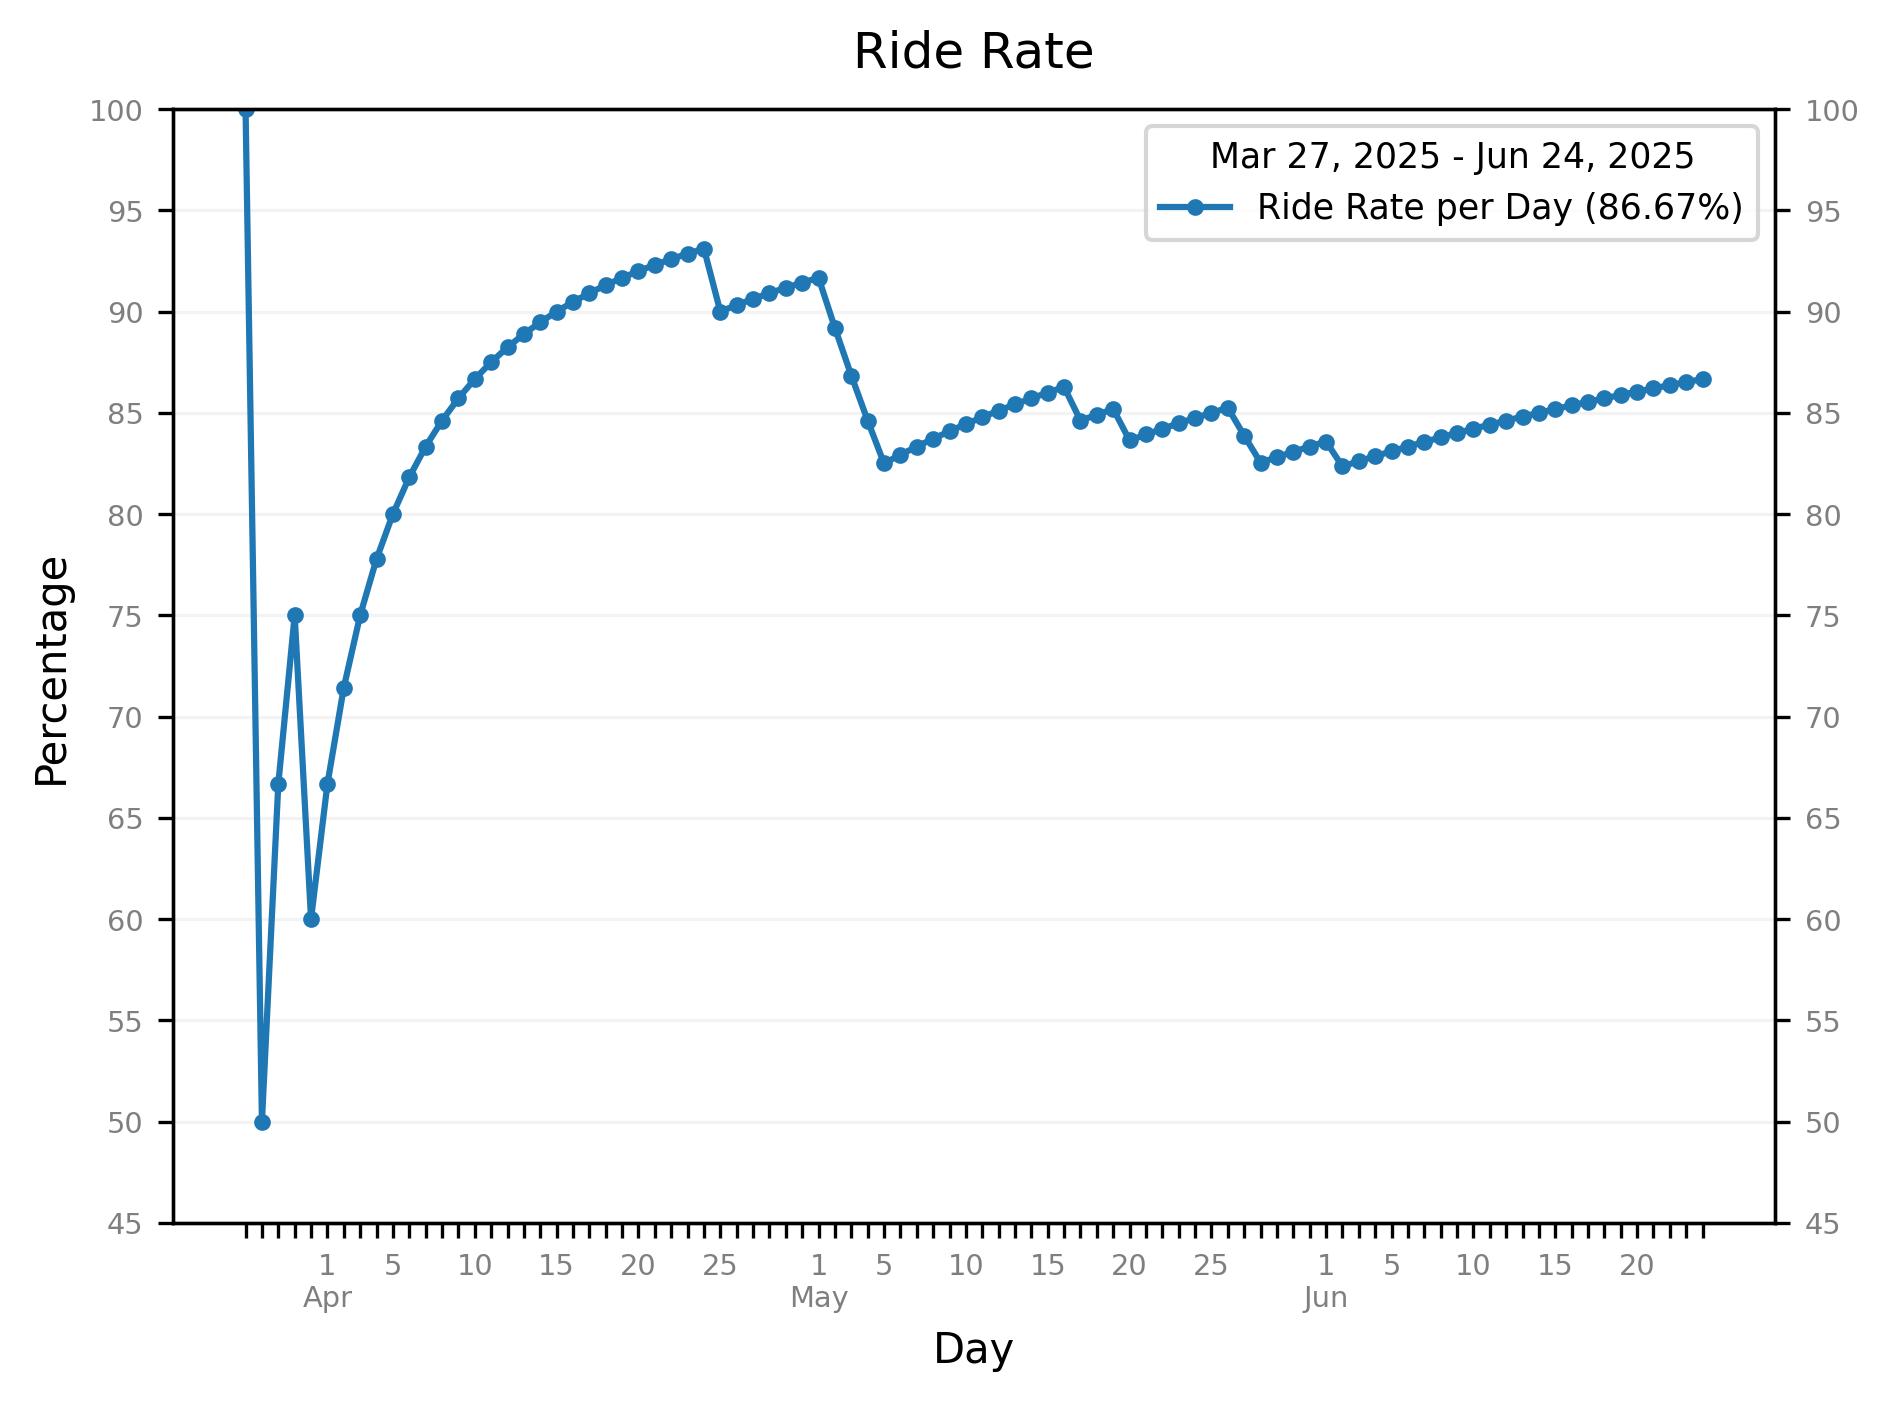 Ride Rate
Mar 27, 2025 - Jun 24, 2025
Ride Rate per Day (86.67%)
100 100
95 95
90 90
85 85
80 80
75 75
70 70
65 65
60 60
55 55
50 50
45 45
Percentage
1 5 10 15 20 25 1 5 10 15 20 25 1 5 10 15 20
Apr May Jun
Day